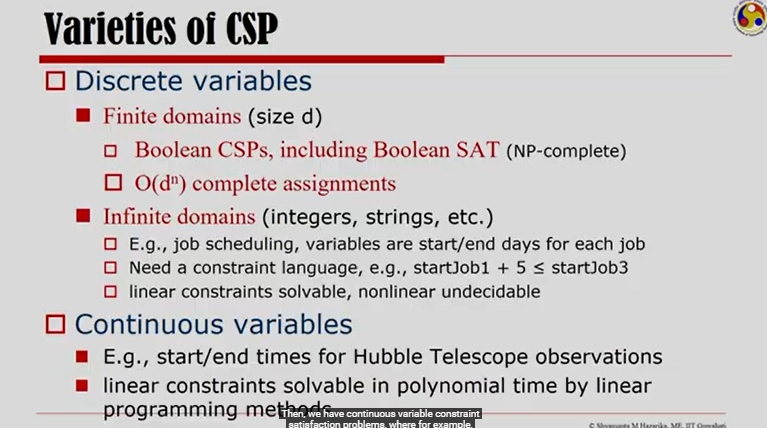 Varieties of CSP
Discrete variables
Finite domains (size d)
Boolean CSPs, including Boolean SAT (NP-complete)
O(dⁿ) complete assignments
Infinite domains (integers, strings, etc.)
E.g., job scheduling, variables are start/end days for each job
Need a constraint language, e.g., startJob1 + 5 ≤ startJob3
linear constraints solvable, nonlinear undecidable
Continuous variables
E.g., start/end times for Hubble Telescope observations
linear constraints solvable in polynomial time by linear
programming methods
Then, we have continuous variable constraint
satisfaction problems, where for example,
© Shyamanta M Hazarika, ME, IIT Guwahati